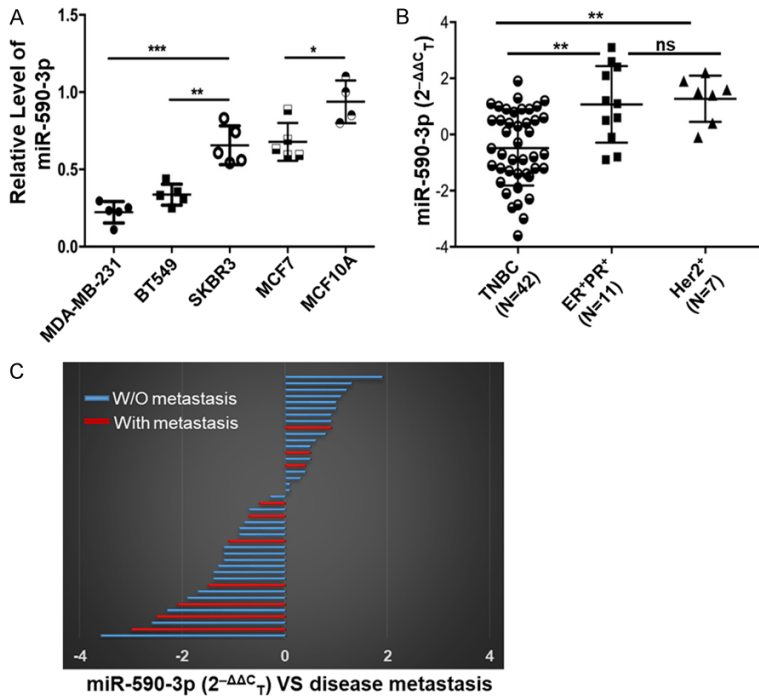 A
Relative Level of
miR-590-3p
1.5
1.0
0.5
0.0
***
**
*
MDA-MB-231
BT549
SKBR3
MCF7
MCF10A
B
miR-590-3p (2⁻ΔΔCT)
4
2
0
-2
-4
**
**
ns
TNBC
(N=42)
ER⁺PR⁺
(N=11)
Her2⁺
(N=7)
C
W/O metastasis
With metastasis
-4 -2 0 2 4
miR-590-3p (2⁻ΔΔCT) VS disease metastasis